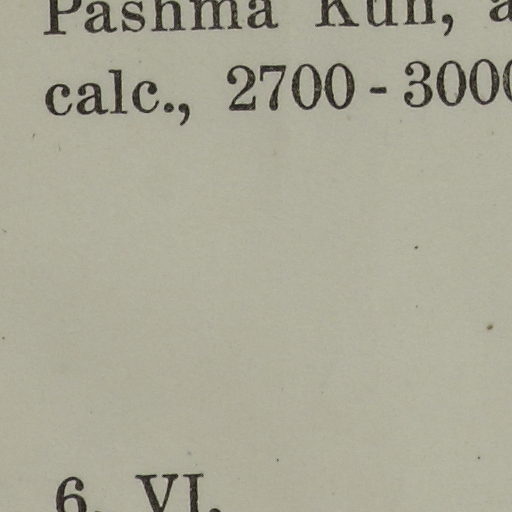 Pashma Kuh,
calc., 2700-3000
6. VI.